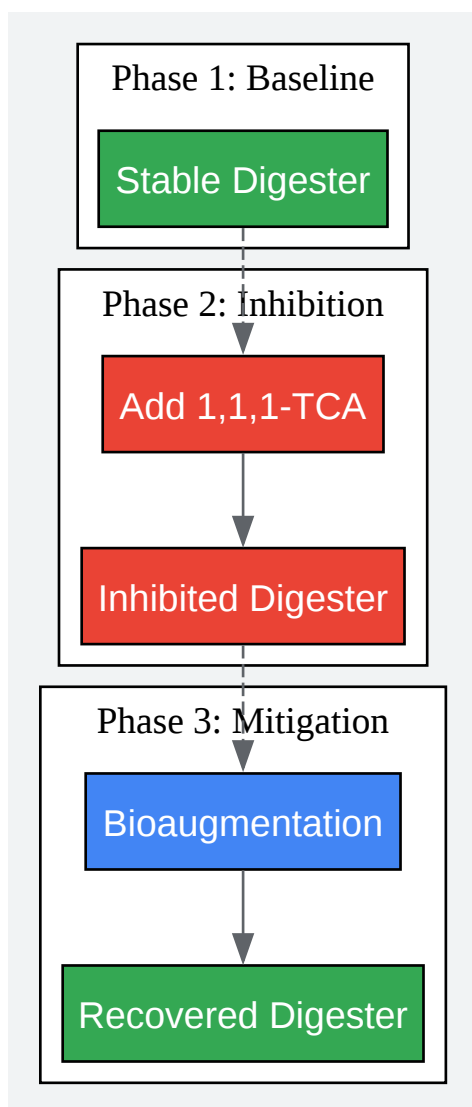 Phase 1: Baseline
Stable Digester
Phase 2: Inhibition
Add 1,1,1-TCA
Inhibited Digester
Phase 3: Mitigation
Bioaugmentation
Recovered Digester